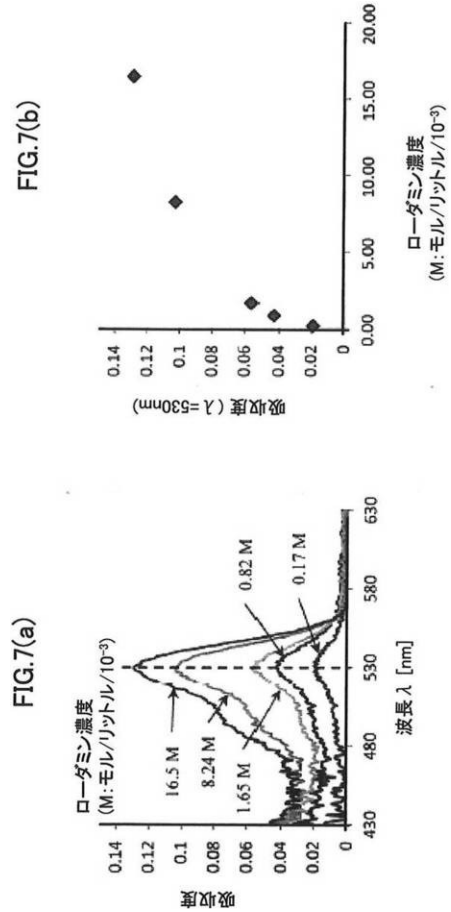 FIG.7(a)
ローダミン濃度
(M:モル/リットル/10⁻³)
吸収度
0.14
0.12
0.1
0.08
0.06
0.04
0.02
0
16.5 M
8.24 M
1.65 M
0.82 M
0.17 M
430
480
530
580
630
波長λ [nm]
FIG.7(b)
吸収度 (λ=530nm)
0.14
0.12
0.1
0.08
0.06
0.04
0.02
0
0.00
5.00
10.00
15.00
20.00
ローダミン濃度
(M:モル/リットル/10⁻³)